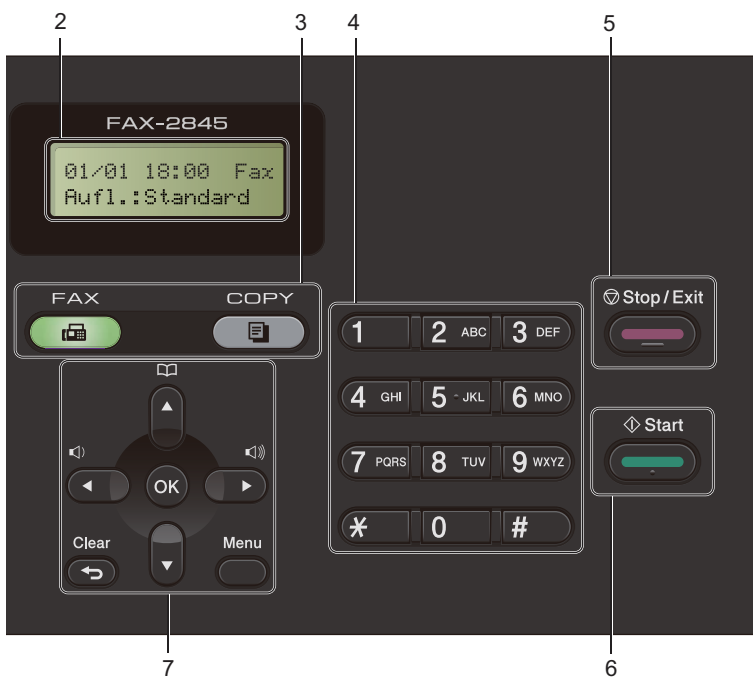 2 3 4 5
FAX-2845
01/01 18:00 Fax
Aufl.:Standard
FAX COPY
Stop/Exit
1 2 ABC 3 DEF
4 GHI 5 JKL 6 MNO
Start
7 PQRS 8 TUV 9 WXYZ
OK
* 0 #
Clear Menu
7 6